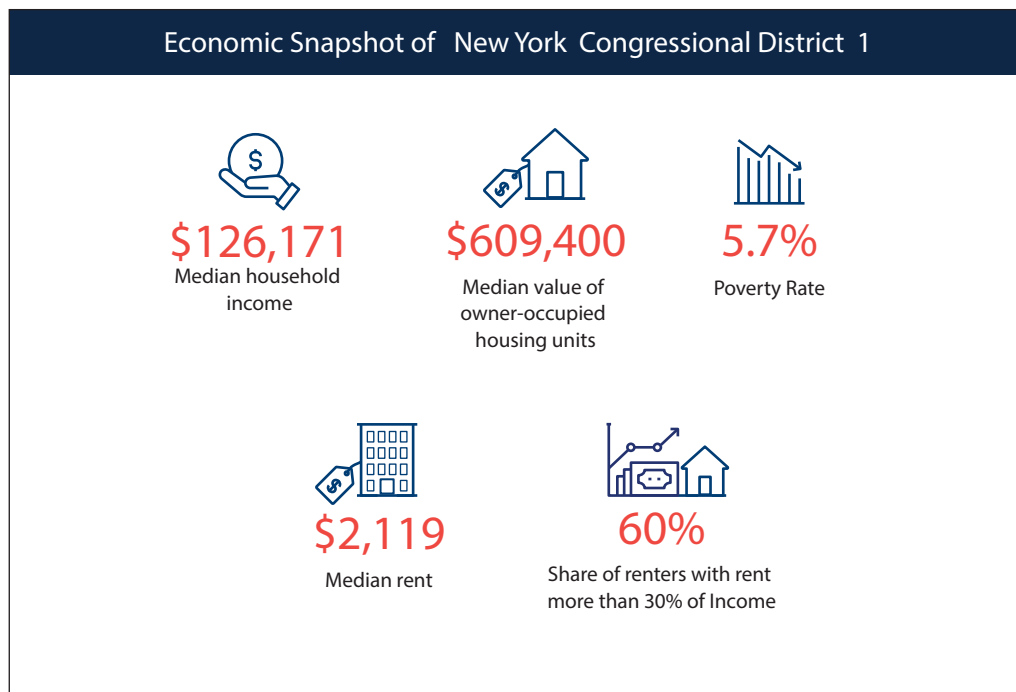 Economic Snapshot of New York Congressional District 1
$
$
$126,171
Median household
income
$609,400
Median value of
owner-occupied
housing units
5.7%
Poverty Rate
$
$2,119
Median rent
60%
Share of renters with rent
more than 30% of Income